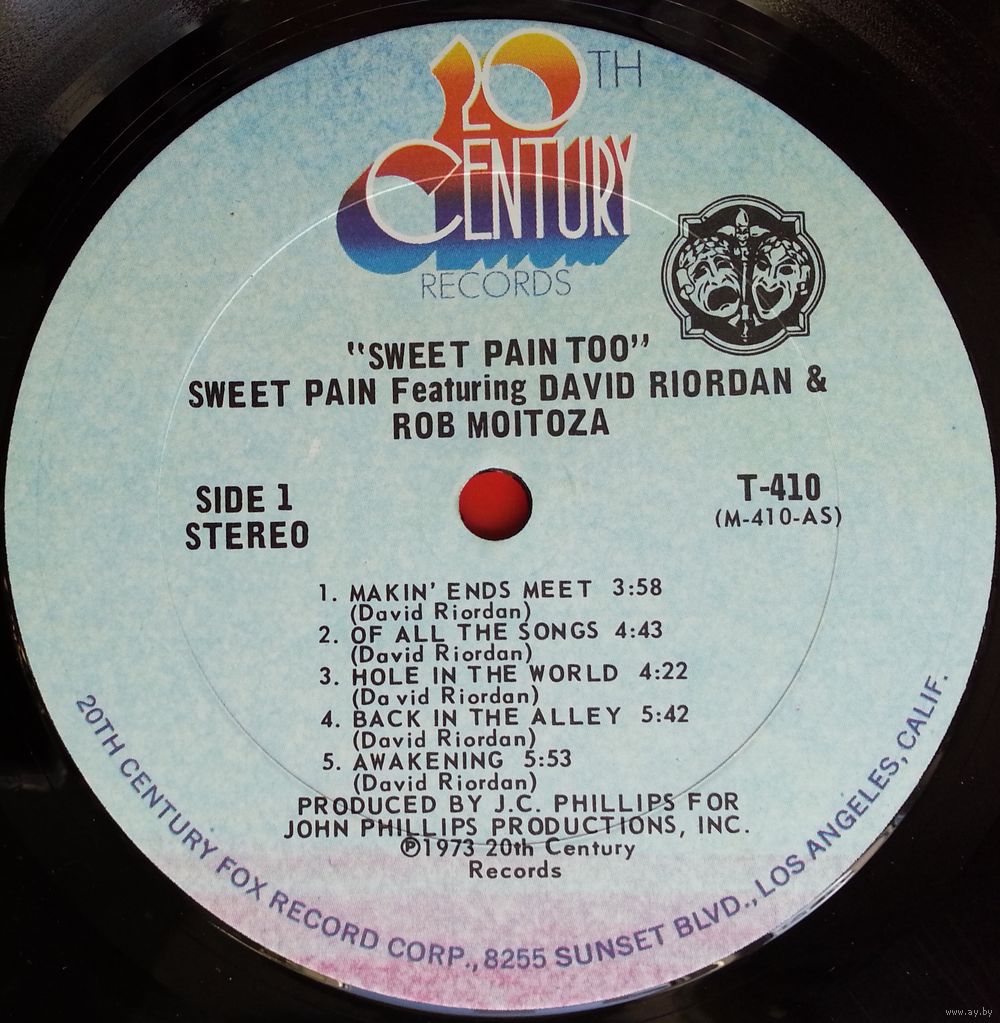 20TH
CENTURY
RECORDS
"SWEET PAIN TOO"
SWEET PAIN Featuring DAVID RIORDAN &
ROB MOITOZA
SIDE 1
STEREO
T-410
(M-410-AS)
1. MAKIN' ENDS MEET 3:58
(David Riordan)
2. OF ALL THE SONGS 4:43
(David Riordan)
3. HOLE IN THE WORLD 4:22
(David Riordan)
4. BACK IN THE ALLEY 5:42
(David Riordan)
5. AWAKENING 5:53
(David Riordan)
PRODUCED BY J.C. PHILLIPS FOR
JOHN PHILLIPS PRODUCTIONS, INC.
℗1973 20th Century
Records
20TH CENTURY FOX RECORD CORP., 8255 SUNSET BLVD., LOS ANGELES, CALIF.
www.ay.by